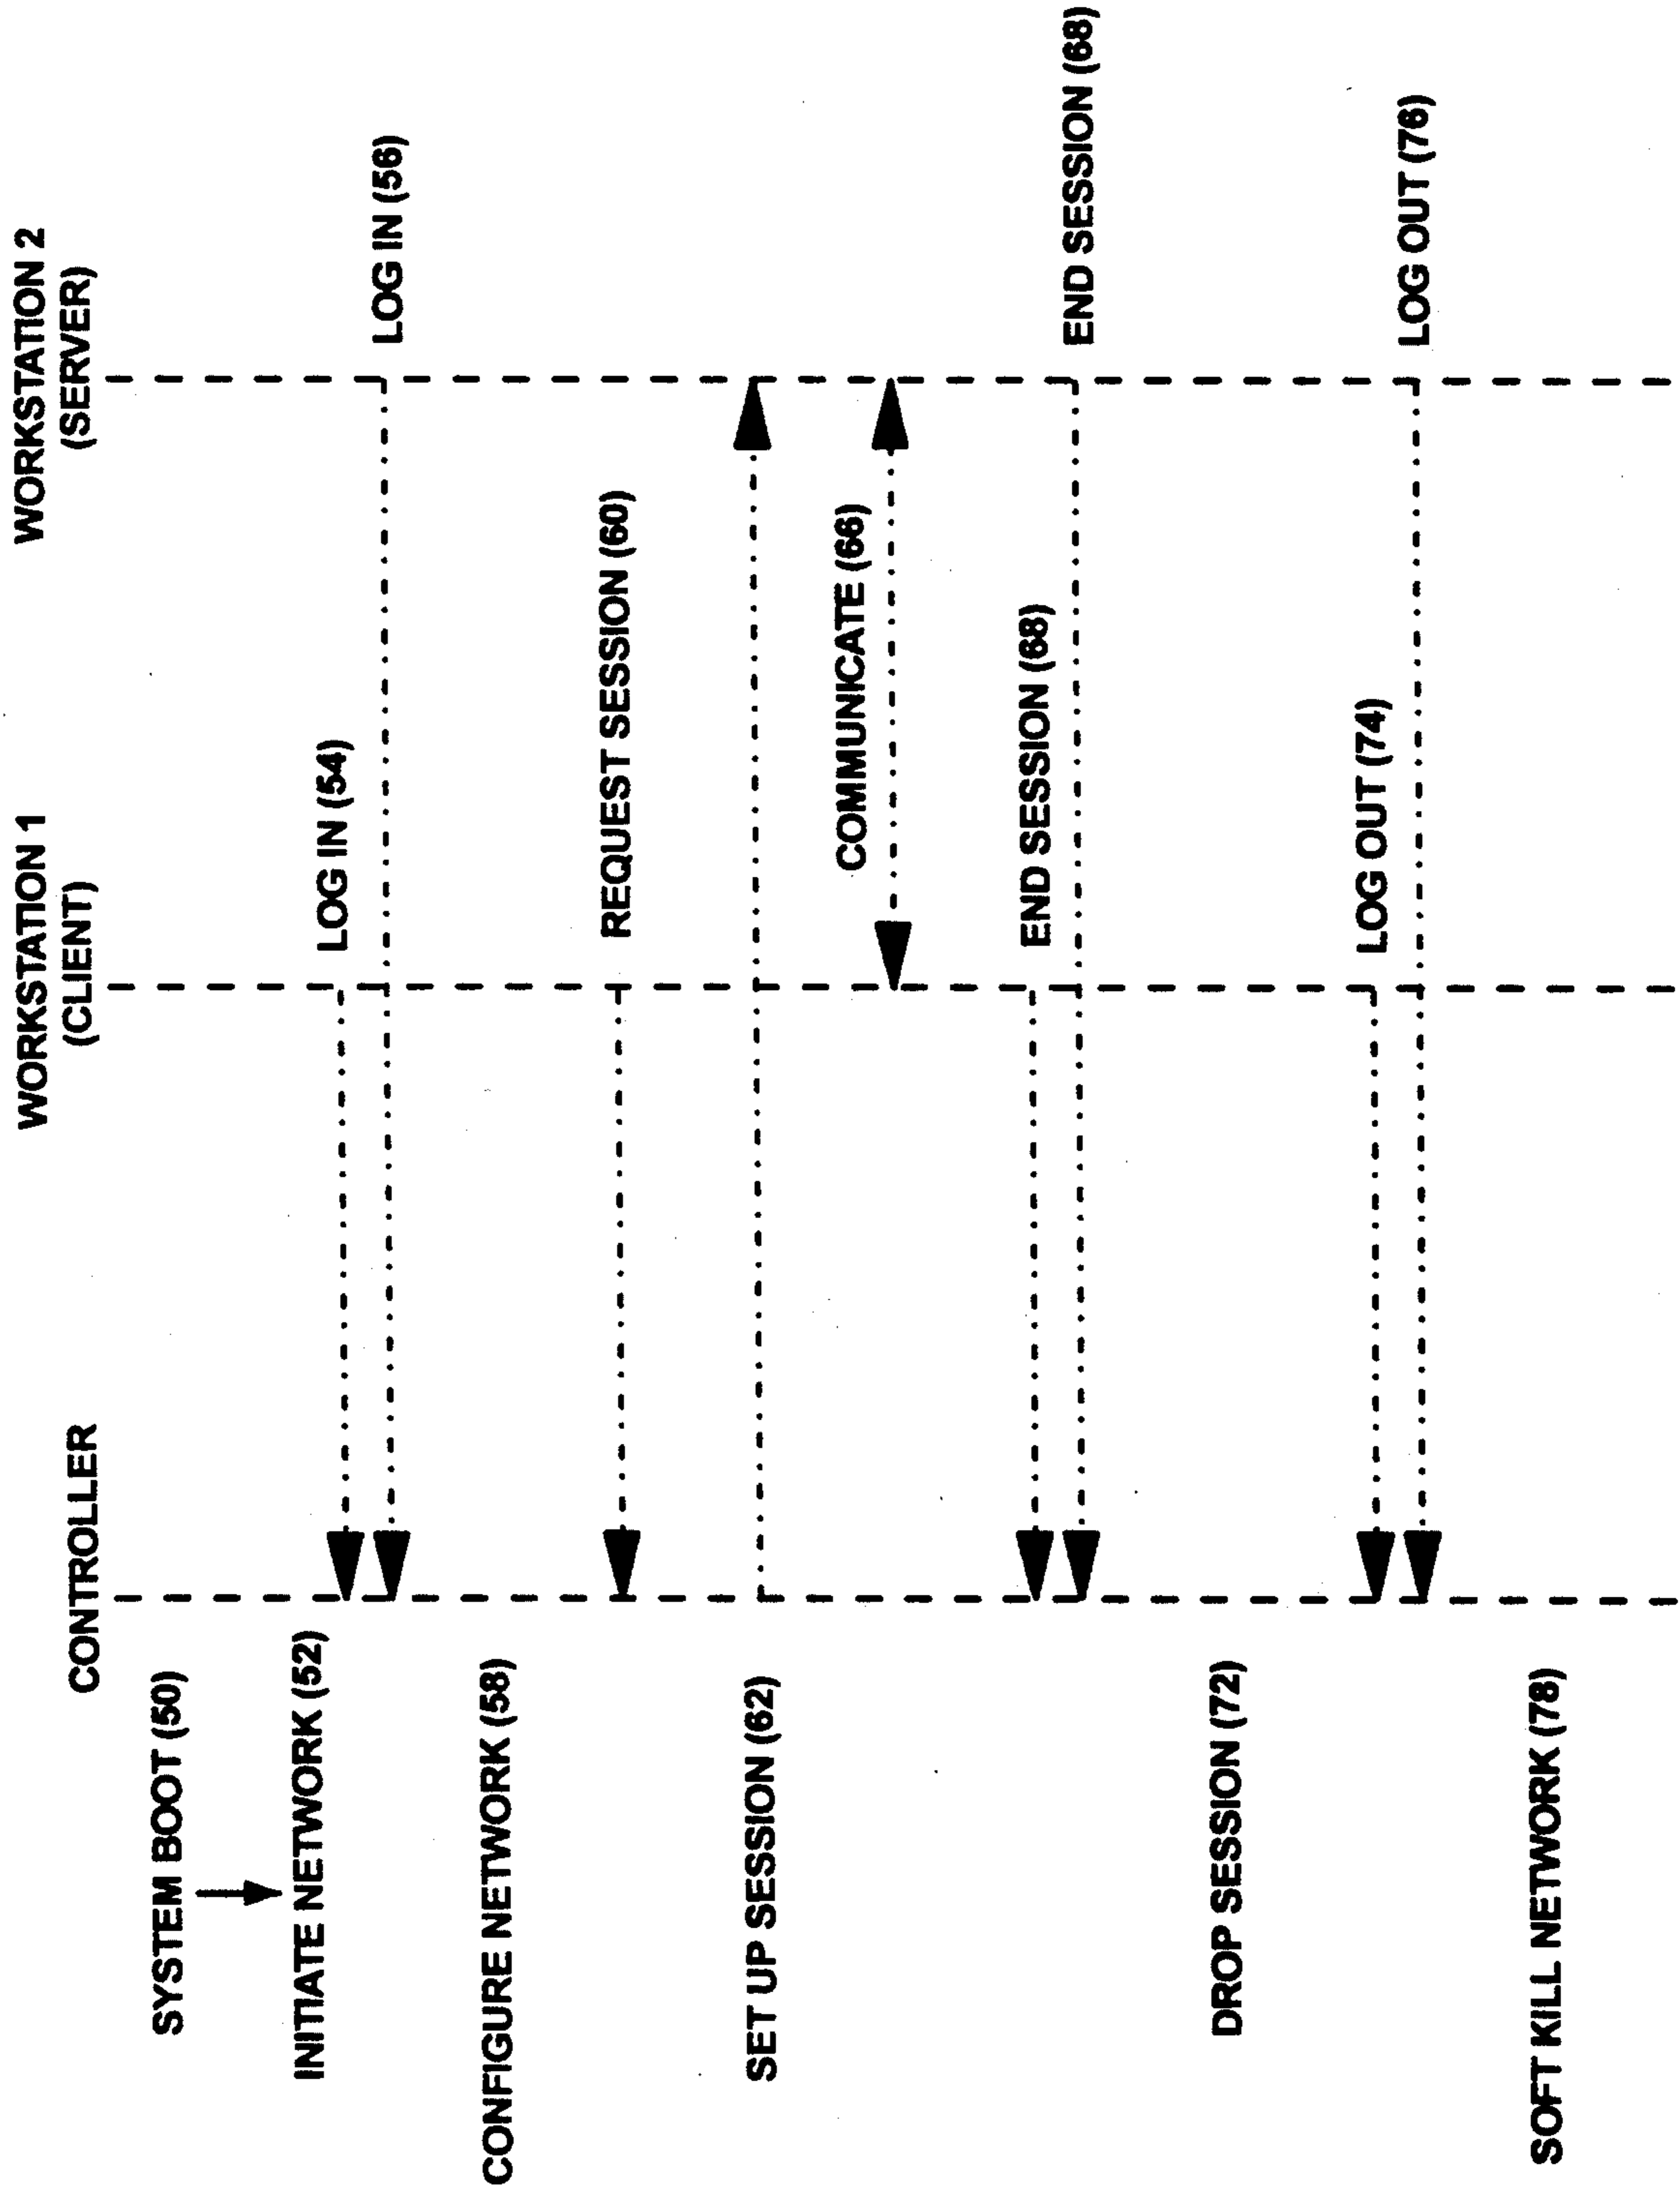 CONTROLLER
WORKSTATION 1
(CLIENT)
WORKSTATION 2
(SERVER)
SYSTEM BOOT (50)
INITIATE NETWORK (52)
LOG IN (54)
LOG IN (56)
CONFIGURE NETWORK (58)
REQUEST SESSION (60)
SET UP SESSION (62)
COMMUNICATE (66)
END SESSION (68)
END SESSION (68)
DROP SESSION (72)
LOG OUT (74)
LOG OUT (76)
SOFT KILL NETWORK (78)